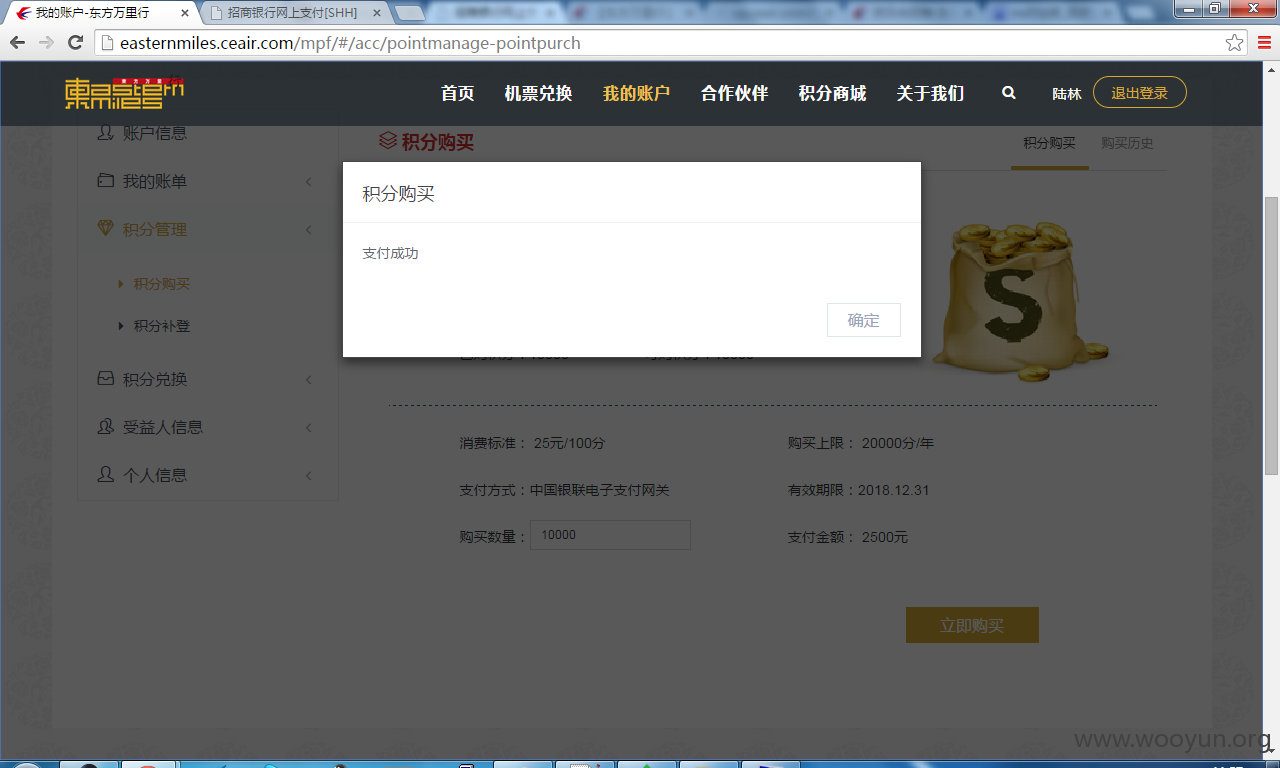 我的账户-东方万里行
招商银行网上支付[SHH]
easternmiles.ceair.com/mpf/#/acc/pointmanage-pointpurch
東方万里行
eastern miles
首页 机票兑换 我的账户 合作伙伴 积分商城 关于我们 陆林 退出登录
账户信息
我的账单
积分管理
积分购买
积分补登
积分兑换
受益人信息
个人信息
积分购买
积分购买 购买历史
积分购买
支付成功
确定
S
消费标准： 25元/100分 购买上限： 20000分/年
支付方式：中国银联电子支付网关 有效期限：2018.12.31
购买数量： 10000 支付金额： 2500元
立即购买
www.wooyun.org